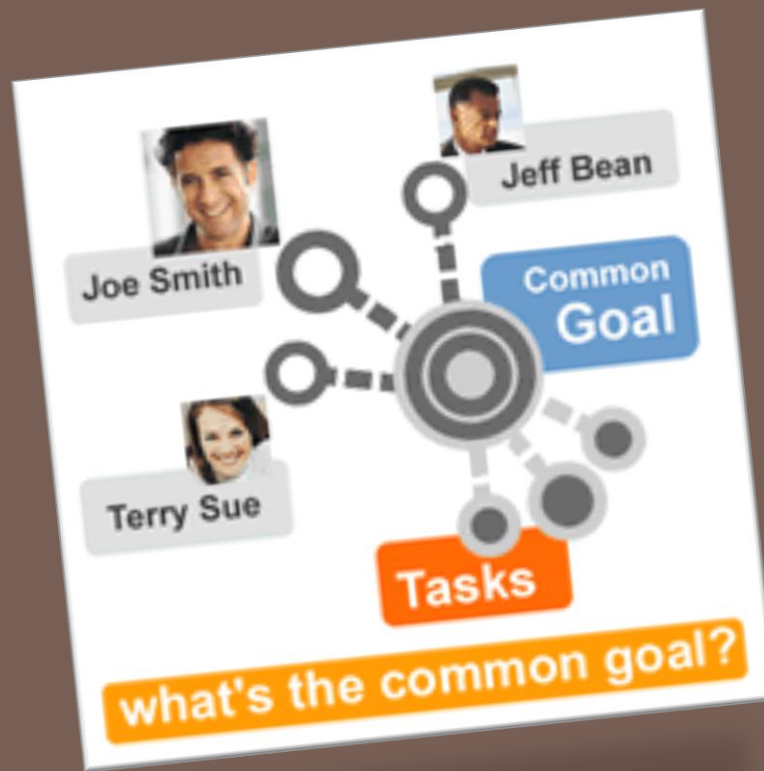 Jeff Bean
Joe Smith
Common
Goal
Terry Sue
Tasks
what's the common goal?